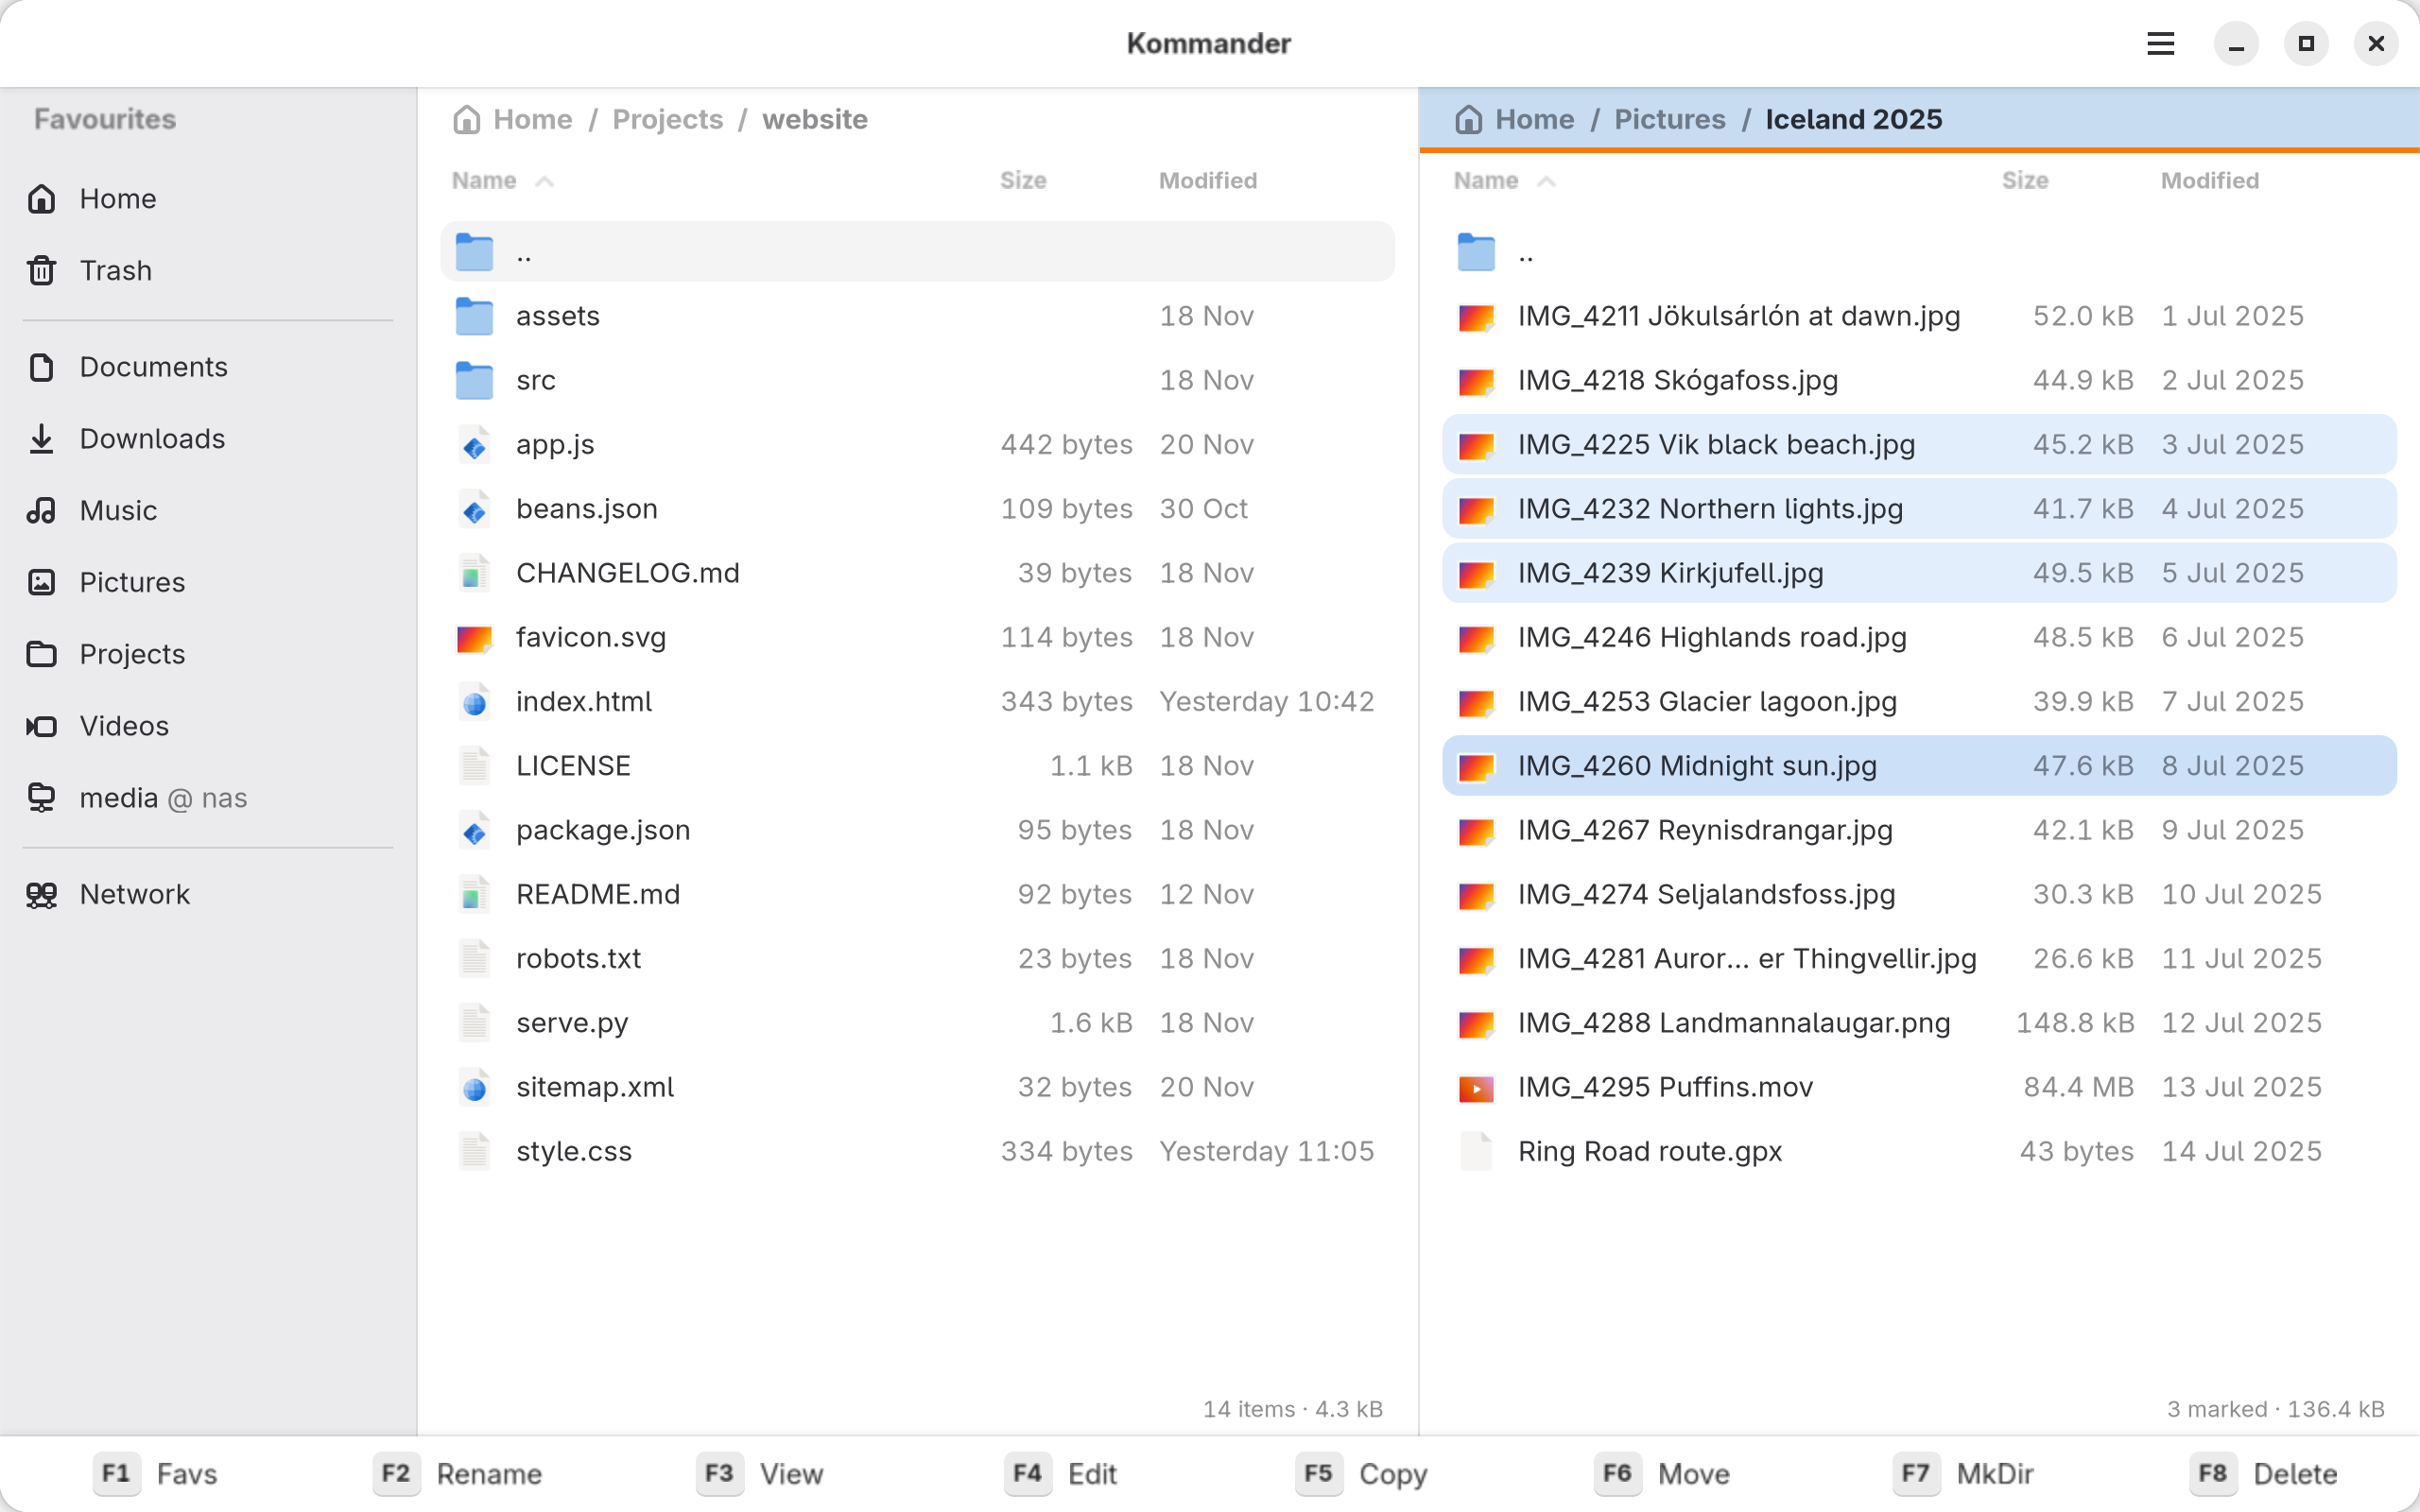 Kommander
Favourites
Home
Trash
Documents
Downloads
Music
Pictures
Projects
Videos
media @ nas
Network
Home / Projects / website
Name Size Modified
..
assets 18 Nov
src 18 Nov
app.js 442 bytes 20 Nov
beans.json 109 bytes 30 Oct
CHANGELOG.md 39 bytes 18 Nov
favicon.svg 114 bytes 18 Nov
index.html 343 bytes Yesterday 10:42
LICENSE 1.1 kB 18 Nov
package.json 95 bytes 18 Nov
README.md 92 bytes 12 Nov
robots.txt 23 bytes 18 Nov
serve.py 1.6 kB 18 Nov
sitemap.xml 32 bytes 20 Nov
style.css 334 bytes Yesterday 11:05
14 items · 4.3 kB
Home / Pictures / Iceland 2025
Name Size Modified
..
IMG_4211 Jökulsárlón at dawn.jpg 52.0 kB 1 Jul 2025
IMG_4218 Skógafoss.jpg 44.9 kB 2 Jul 2025
IMG_4225 Vik black beach.jpg 45.2 kB 3 Jul 2025
IMG_4232 Northern lights.jpg 41.7 kB 4 Jul 2025
IMG_4239 Kirkjufell.jpg 49.5 kB 5 Jul 2025
IMG_4246 Highlands road.jpg 48.5 kB 6 Jul 2025
IMG_4253 Glacier lagoon.jpg 39.9 kB 7 Jul 2025
IMG_4260 Midnight sun.jpg 47.6 kB 8 Jul 2025
IMG_4267 Reynisdrangar.jpg 42.1 kB 9 Jul 2025
IMG_4274 Seljalandsfoss.jpg 30.3 kB 10 Jul 2025
IMG_4281 Auror... er Thingvellir.jpg 26.6 kB 11 Jul 2025
IMG_4288 Landmannalaugar.png 148.8 kB 12 Jul 2025
IMG_4295 Puffins.mov 84.4 MB 13 Jul 2025
Ring Road route.gpx 43 bytes 14 Jul 2025
3 marked · 136.4 kB
F1 Favs F2 Rename F3 View F4 Edit F5 Copy F6 Move F7 MkDir F8 Delete